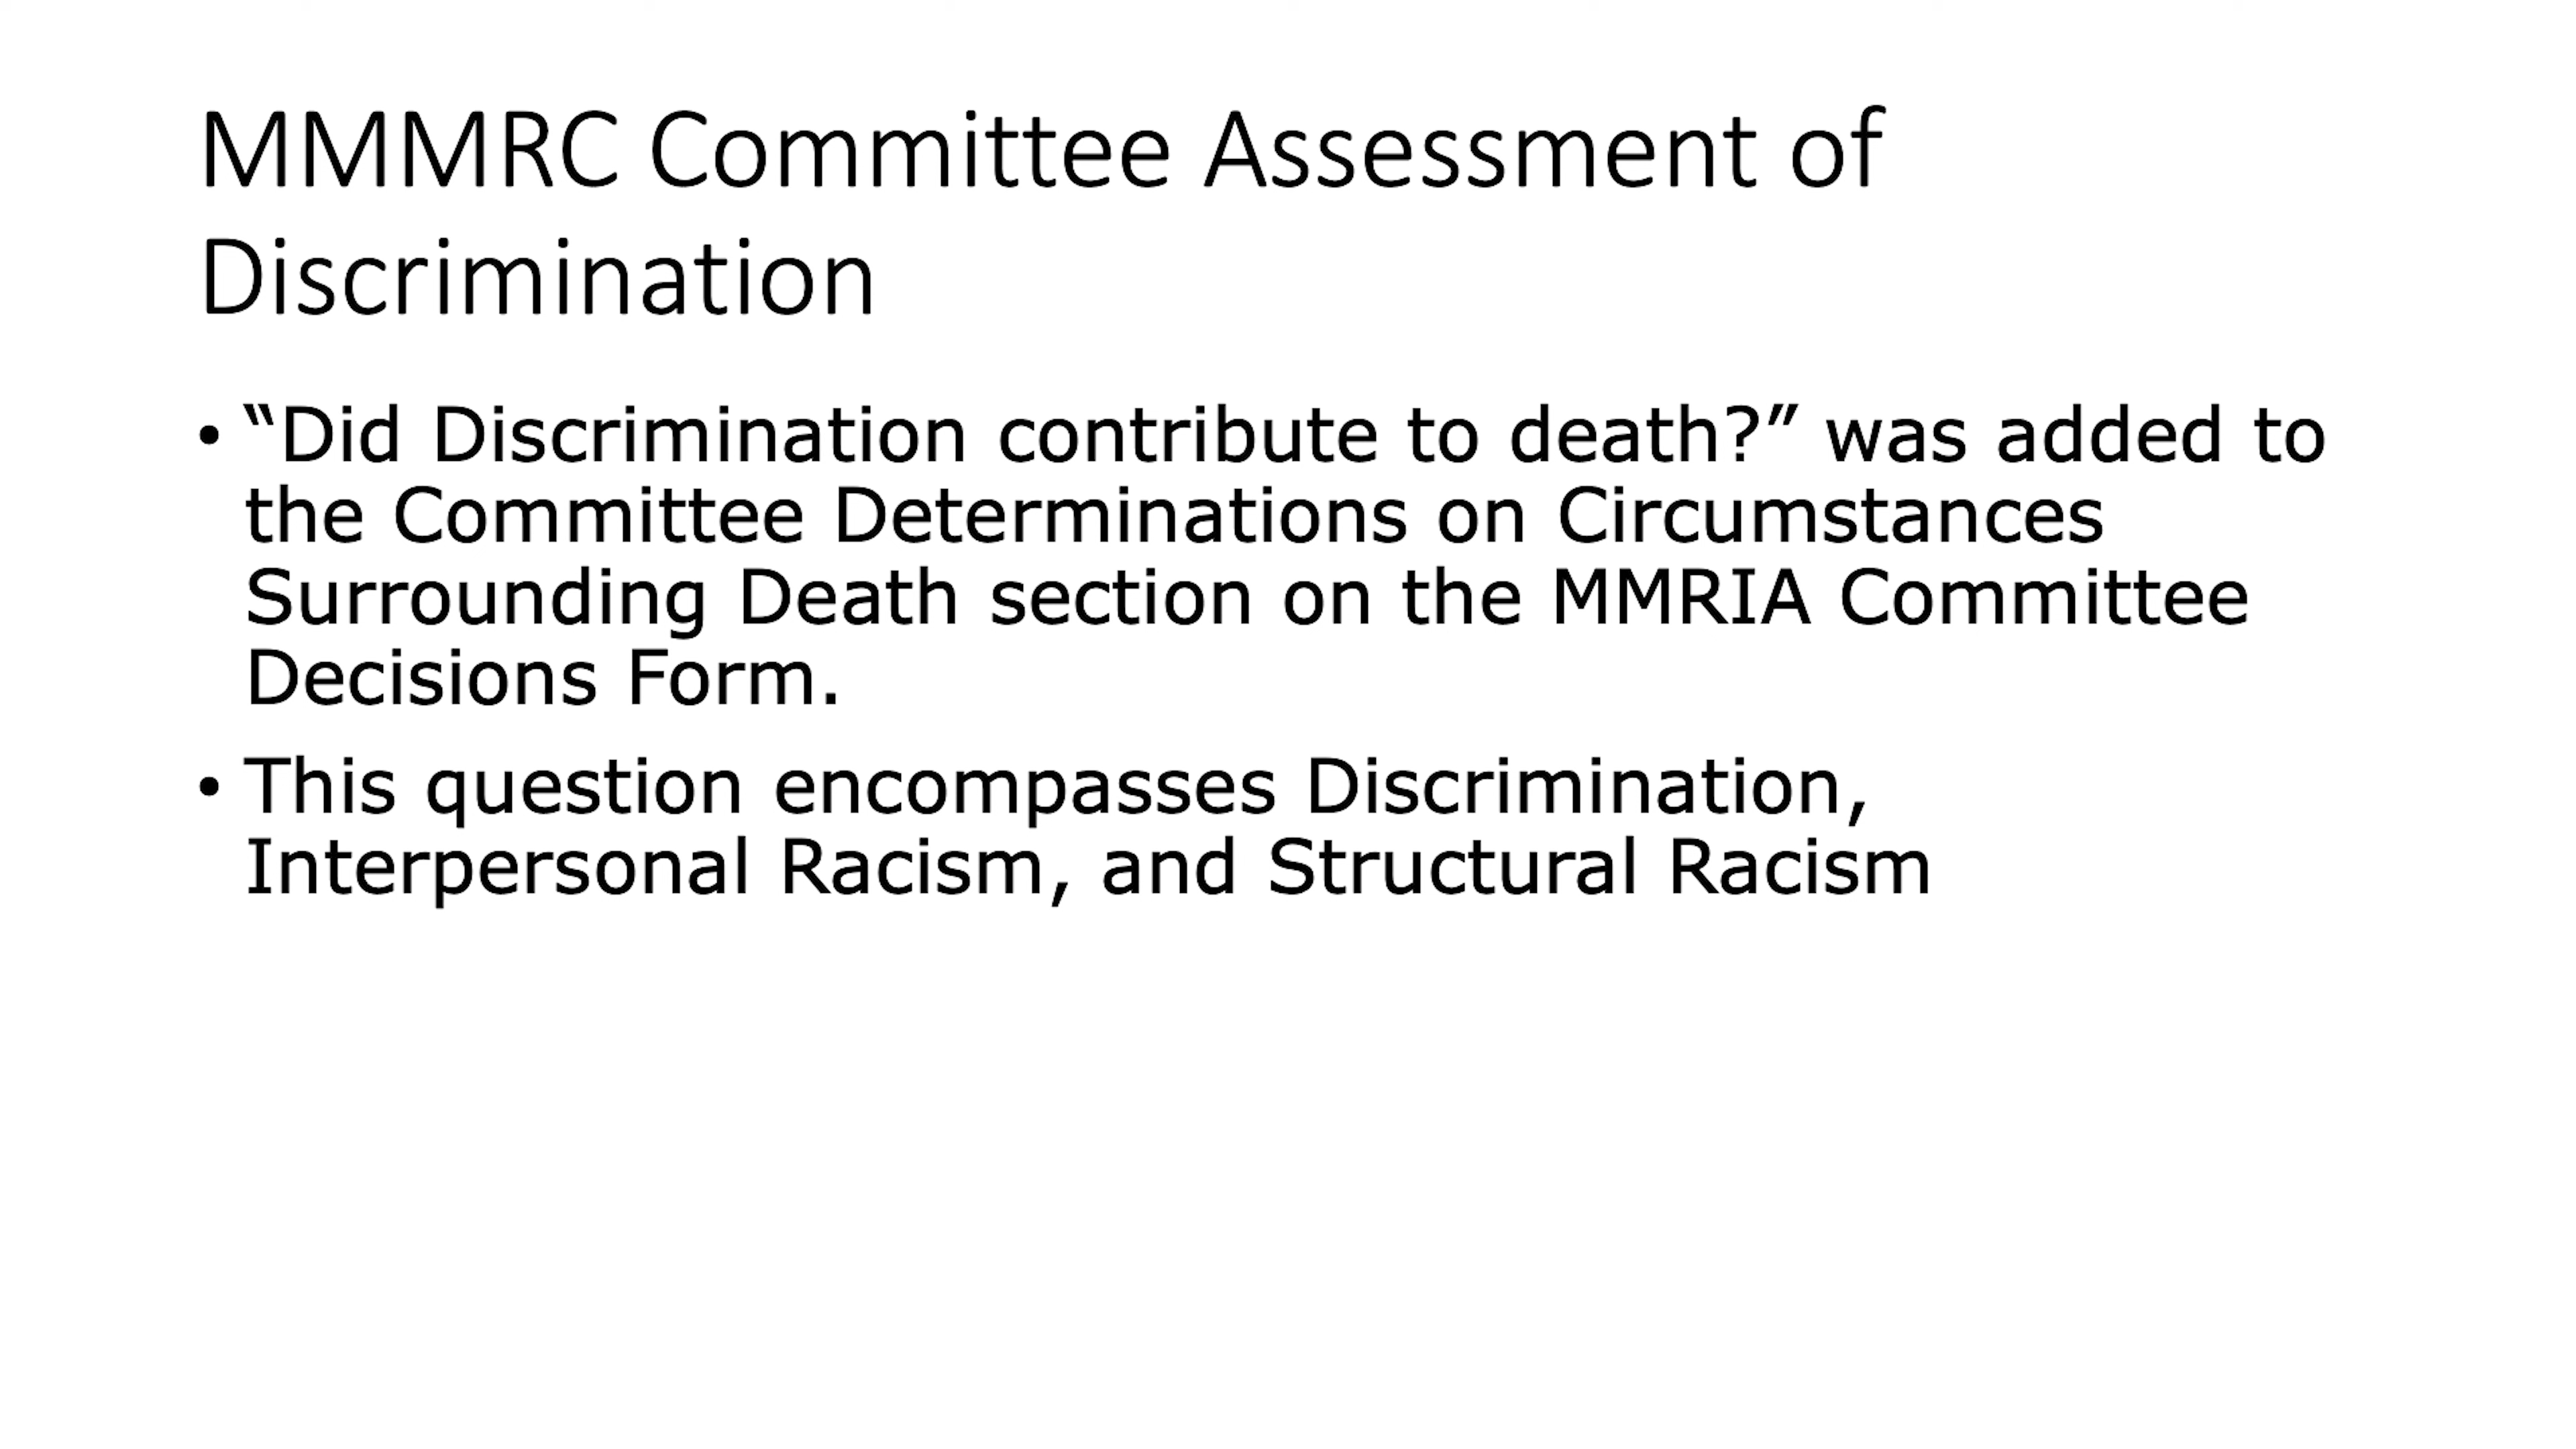 MMMRC Committee Assessment of
Discrimination
• “Did Discrimination contribute to death?” was added to
the Committee Determinations on Circumstances
Surrounding Death section on the MMRIA Committee
Decisions Form.
• This question encompasses Discrimination,
Interpersonal Racism, and Structural Racism